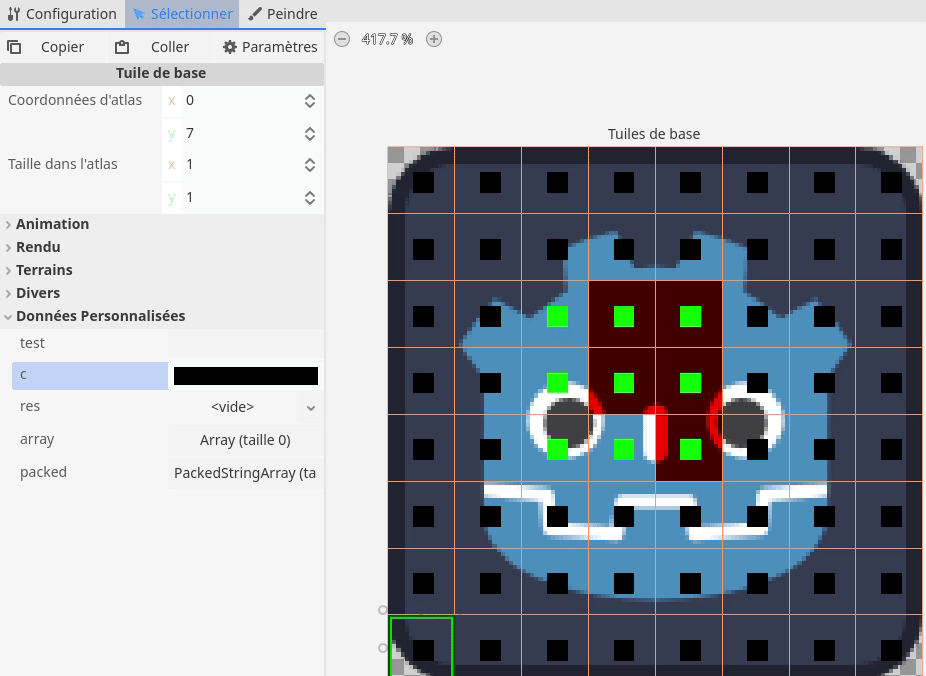 Configuration Sélectionner Peindre
Copier Coller Paramètres
417.7 %
Tuile de base
Coordonnées d'atlas x 0
y 7
Taille dans l'atlas x 1
y 1
Tuiles de base
Animation
Rendu
Terrains
Divers
Données Personnalisées
test
c
res <vide>
array Array (taille 0)
packed PackedStringArray (ta